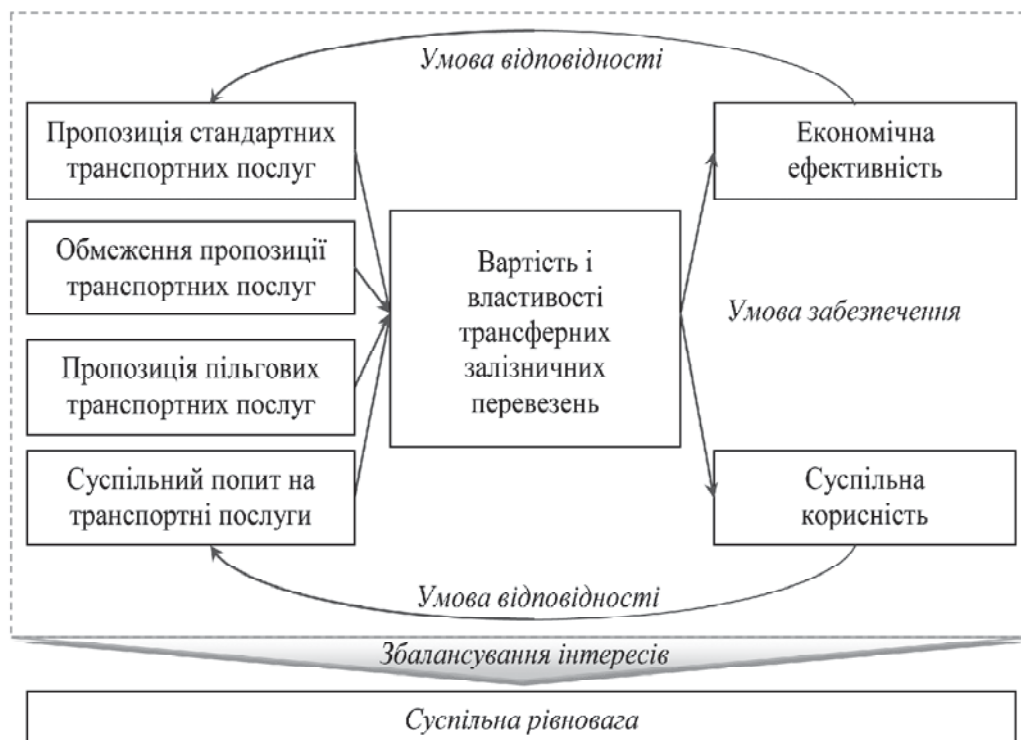 Умова відповідності
Пропозиція стандартних
транспортних послуг
Економічна
ефективність
Обмеження пропозиції
транспортних послуг
Вартість і
властивості
трансферних
залізничних
перевезень
Умова забезпечення
Пропозиція пільгових
транспортних послуг
Суспільний попит на
транспортні послуги
Суспільна
корисність
Умова відповідності
Збалансування інтересів
Суспільна рівновага